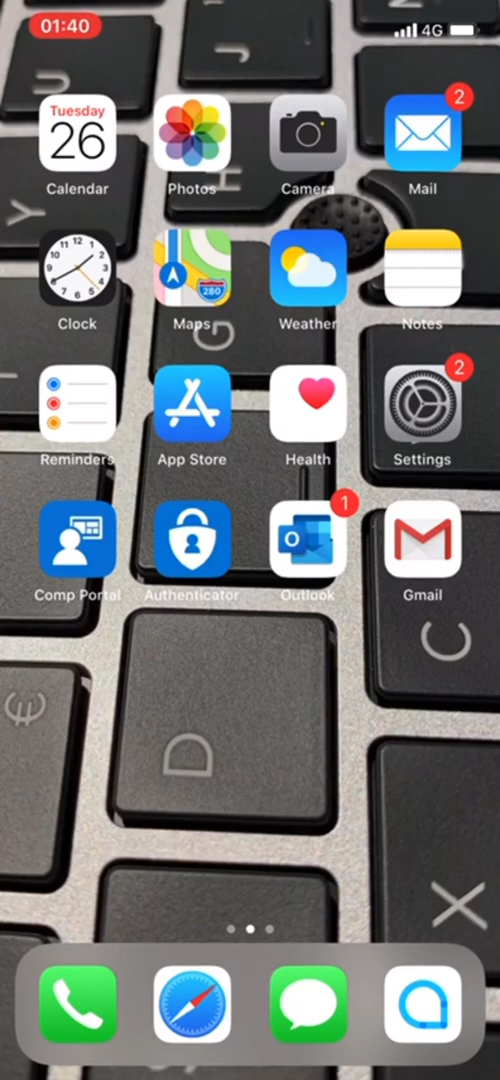 01:40 4G
Tuesday 2
26
Calendar Photos Camera Mail
Clock Maps Weather Notes
280
2
Reminders App Store Health Settings
1
Comp Portal Authenticator Outlook Gmail
U
J
Y
H
G
C
€
D
X